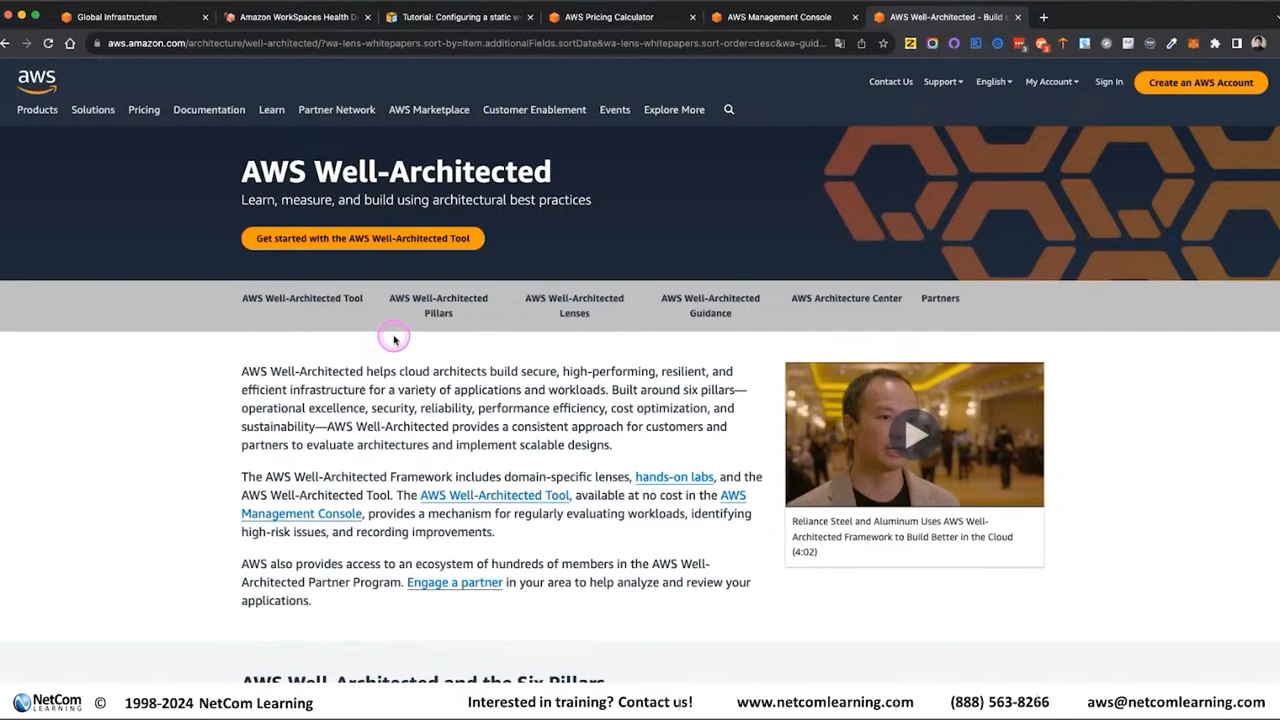 Global Infrastructure
Amazon WorkSpaces Health D
Tutorial: Configuring a static w
AWS Pricing Calculator
AWS Management Console
AWS Well-Architected - Build s
aws.amazon.com/architecture/well-architected/?wa-lens-whitepapers.sort-by=item.additionalFields.sortDate&wa-lens-whitepapers.sort-order=desc&wa-guid...
aws
Contact Us Support English My Account Sign In Create an AWS Account
Products Solutions Pricing Documentation Learn Partner Network AWS Marketplace Customer Enablement Events Explore More
AWS Well-Architected
Learn, measure, and build using architectural best practices
Get started with the AWS Well-Architected Tool
AWS Well-Architected Tool
AWS Well-Architected
Pillars
AWS Well-Architected
Lenses
AWS Well-Architected
Guidance
AWS Architecture Center
Partners
AWS Well-Architected helps cloud architects build secure, high-performing, resilient, and
efficient infrastructure for a variety of applications and workloads. Built around six pillars—
operational excellence, security, reliability, performance efficiency, cost optimization, and
sustainability—AWS Well-Architected provides a consistent approach for customers and
partners to evaluate architectures and implement scalable designs.
The AWS Well-Architected Framework includes domain-specific lenses, hands-on labs, and the
AWS Well-Architected Tool. The AWS Well-Architected Tool, available at no cost in the AWS
Management Console, provides a mechanism for regularly evaluating workloads, identifying
high-risk issues, and recording improvements.
AWS also provides access to an ecosystem of hundreds of members in the AWS Well-
Architected Partner Program. Engage a partner in your area to help analyze and review your
applications.
Reliance Steel and Aluminum Uses AWS Well-
Architected Framework to Build Better in the Cloud
(4:02)
AWS Well-Architected and the Six Pillars
NetCom
LEARNING
© 1998-2024 NetCom Learning
Interested in training? Contact us!
www.netcomlearning.com
(888) 563-8266
aws@netcomlearning.com